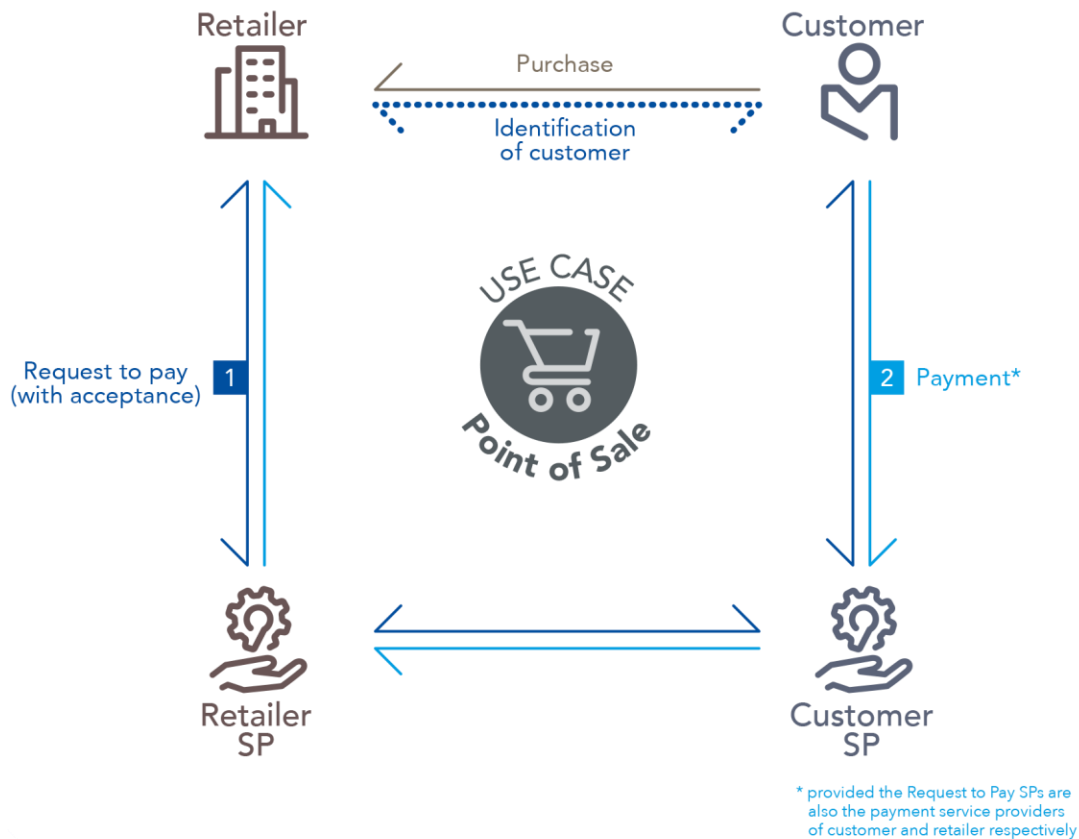 Retailer
Customer
Purchase
Identification
of customer
USE CASE
Point of Sale
Request to pay
(with acceptance)
1
2
Payment*
Retailer
SP
Customer
SP
* provided the Request to Pay SPs are
also the payment service providers
of customer and retailer respectively